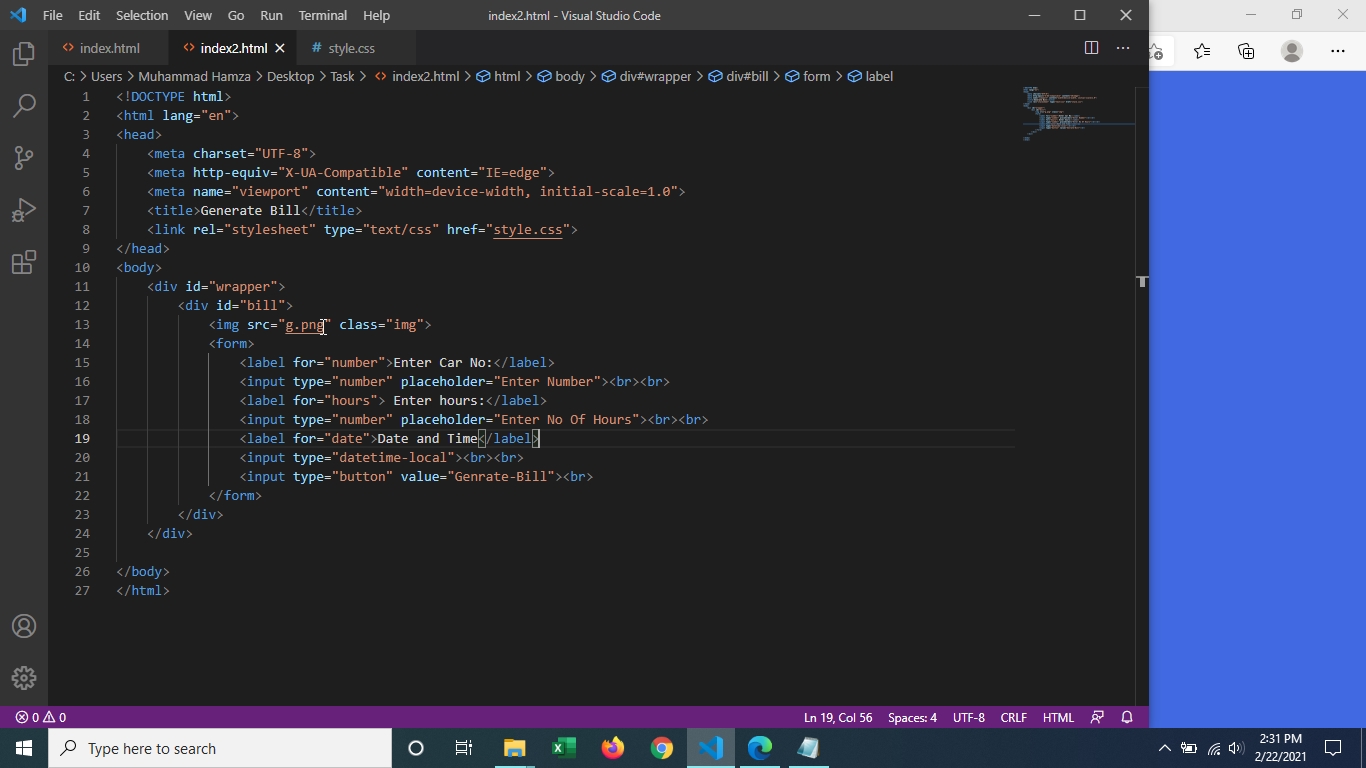 File Edit Selection View Go Run Terminal Help index2.html - Visual Studio Code
index.html index2.html style.css
C: > Users > Muhammad Hamza > Desktop > Task > index2.html > html > body > div#wrapper > div#bill > form > label
1 <!DOCTYPE html>
2 <html lang="en">
3 <head>
4 <meta charset="UTF-8">
5 <meta http-equiv="X-UA-Compatible" content="IE=edge">
6 <meta name="viewport" content="width=device-width, initial-scale=1.0">
7 <title>Generate Bill</title>
8 <link rel="stylesheet" type="text/css" href="style.css">
9 </head>
10 <body>
11 <div id="wrapper">
12 <div id="bill">
13 <img src="g.png" class="img">
14 <form>
15 <label for="number">Enter Car No:</label>
16 <input type="number" placeholder="Enter Number"><br><br>
17 <label for="hours"> Enter hours:</label>
18 <input type="number" placeholder="Enter No Of Hours"><br><br>
19 <label for="date">Date and Time</label>
20 <input type="datetime-local"><br><br>
21 <input type="button" value="Genrate-Bill"><br>
22 </form>
23 </div>
24 </div>
25
26 </body>
27 </html>
0 0 Ln 19, Col 56 Spaces: 4 UTF-8 CRLF HTML
Type here to search
2:31 PM
2/22/2021